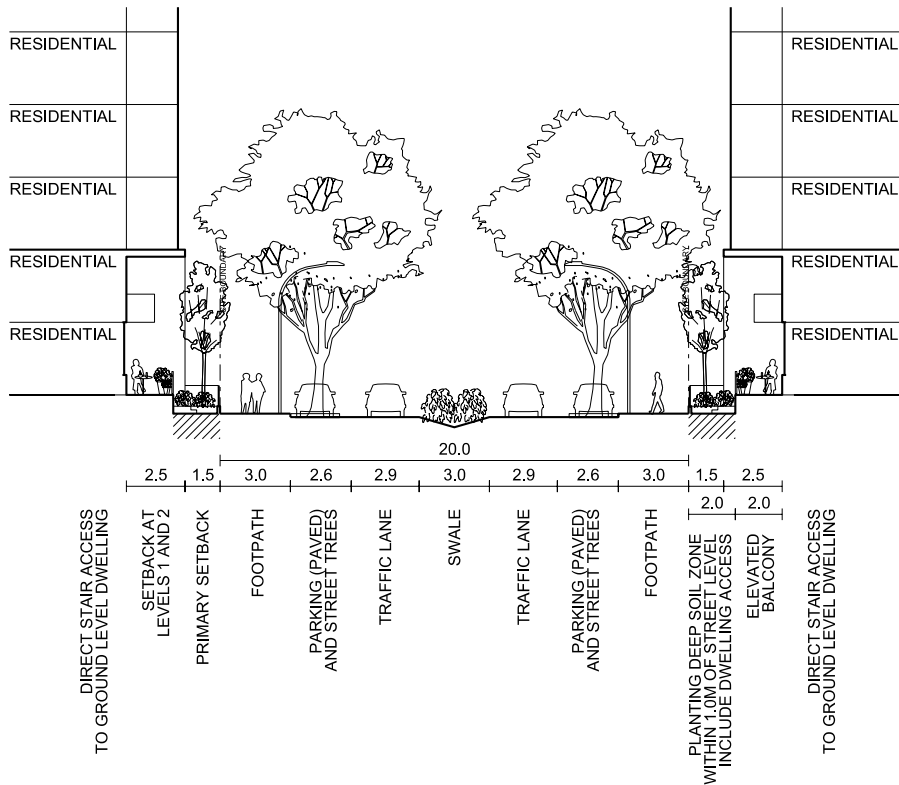 RESIDENTIAL
RESIDENTIAL
RESIDENTIAL
RESIDENTIAL
RESIDENTIAL
RESIDENTIAL
RESIDENTIAL
RESIDENTIAL
RESIDENTIAL
RESIDENTIAL
BOUNDARY
BOUNDARY
20.0
2.5 1.5 3.0 2.6 2.9 3.0 2.9 2.6 3.0 1.5 2.5
2.0 2.0
DIRECT STAIR ACCESS
TO GROUND LEVEL DWELLING
SETBACK AT
LEVELS 1 AND 2
PRIMARY SETBACK
FOOTPATH
PARKING (PAVED)
AND STREET TREES
TRAFFIC LANE
SWALE
TRAFFIC LANE
PARKING (PAVED)
AND STREET TREES
FOOTPATH
PLANTING DEEP SOIL ZONE
WITHIN 1.0M OF STREET LEVEL
INCLUDE DWELLING ACCESS
ELEVATED
BALCONY
DIRECT STAIR ACCESS
TO GROUND LEVEL DWELLING